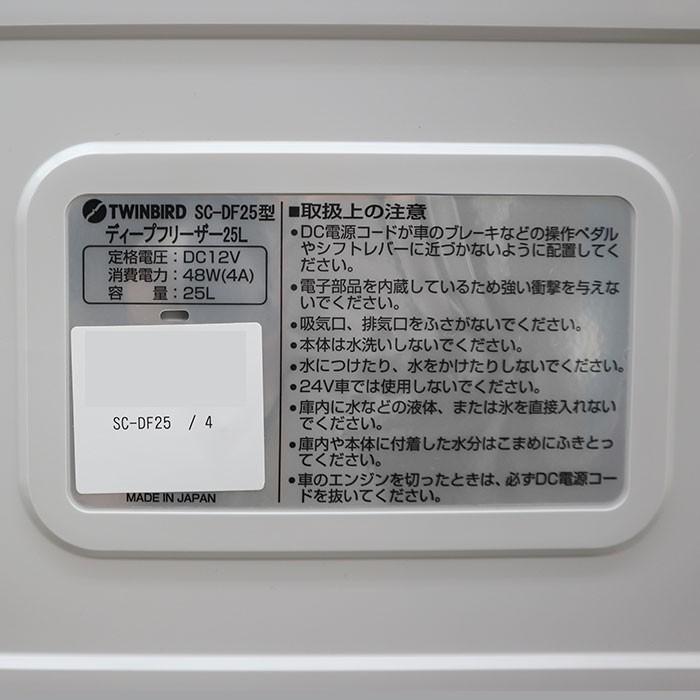 TWINBIRD SC-DF25型
ディープフリーザー25L
定格電圧：DC12V
消費電力：48W(4A)
容　量：25L
SC-DF25 / 4
MADE IN JAPAN
■取扱上の注意
●DC電源コードが車のブレーキなどの操作ペダル
やシフトレバーに近づかないように配置してく
ださい。
●電子部品を内蔵しているため強い衝撃を与えな
いでください。
●吸気口、排気口をふさがないでください。
●本体は水洗いしないでください。
●水につけたり、水をかけたりしないでください。
●24V車では使用しないでください。
●庫内に水などの液体、または氷を直接入れない
でください。
●庫内や本体に付着した水分はこまめにふきとっ
てください。
●車のエンジンを切ったときは、必ずDC電源コー
ドを抜いてください。